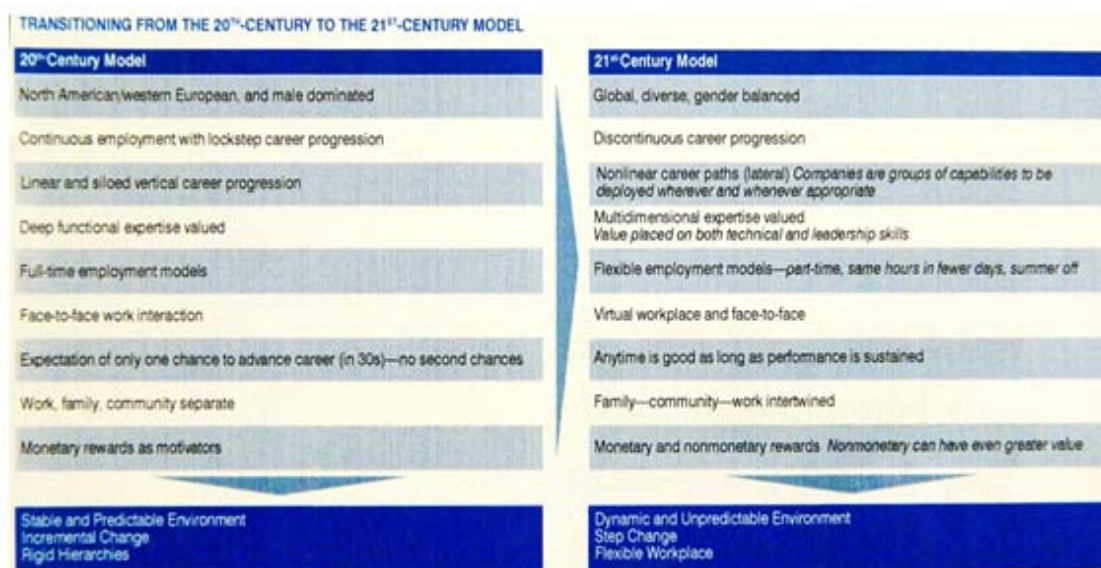 TRANSITIONING FROM THE 20TH-CENTURY TO THE 21ST-CENTURY MODEL
20th Century Model
North American/western European, and male dominated
Continuous employment with lockstep career progression
Linear and siloed vertical career progression
Deep functional expertise valued
Full-time employment models
Face-to-face work interaction
Expectation of only one chance to advance career (in 30s)—no second chances
Work, family, community separate
Monetary rewards as motivators
Stable and Predictable Environment
Incremental Change
Rigid Hierarchies
21st Century Model
Global, diverse, gender balanced
Discontinuous career progression
Nonlinear career paths (lateral) Companies are groups of capabilities to be
deployed wherever and whenever appropriate
Multidimensional expertise valued
Value placed on both technical and leadership skills
Flexible employment models—part-time, same hours in fewer days, summer off
Virtual workplace and face-to-face
Anytime is good as long as performance is sustained
Family—community—work intertwined
Monetary and nonmonetary rewards Nonmonetary can have even greater value
Dynamic and Unpredictable Environment
Step Change
Flexible Workplace